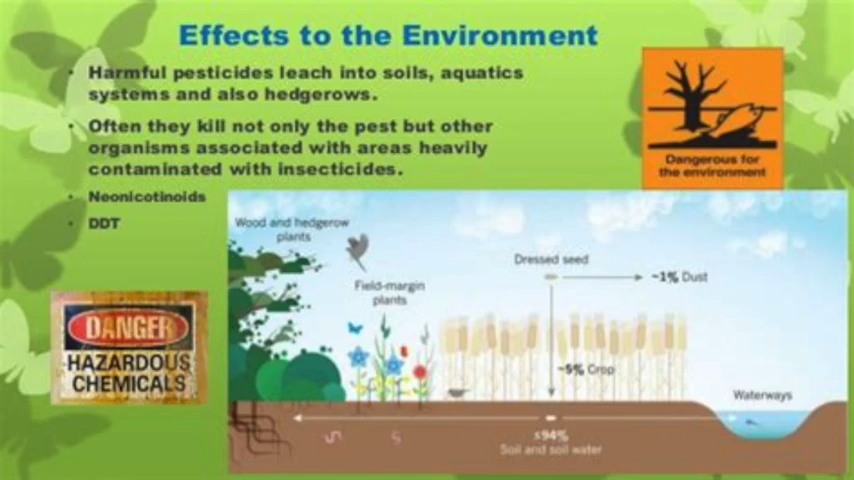 Effects to the Environment
Harmful pesticides leach into soils, aquatics
systems and also hedgerows.
Often they kill not only the pest but other
organisms associated with areas heavily
contaminated with insecticides.
Neonicotinoids
DDT
Dangerous for
the environment
DANGER
HAZARDOUS
CHEMICALS
Wood and hedgerow
plants
Field-margin
plants
Dressed seed
~1% Dust
~5% Crop
Waterways
≤94%
Soil and soil water